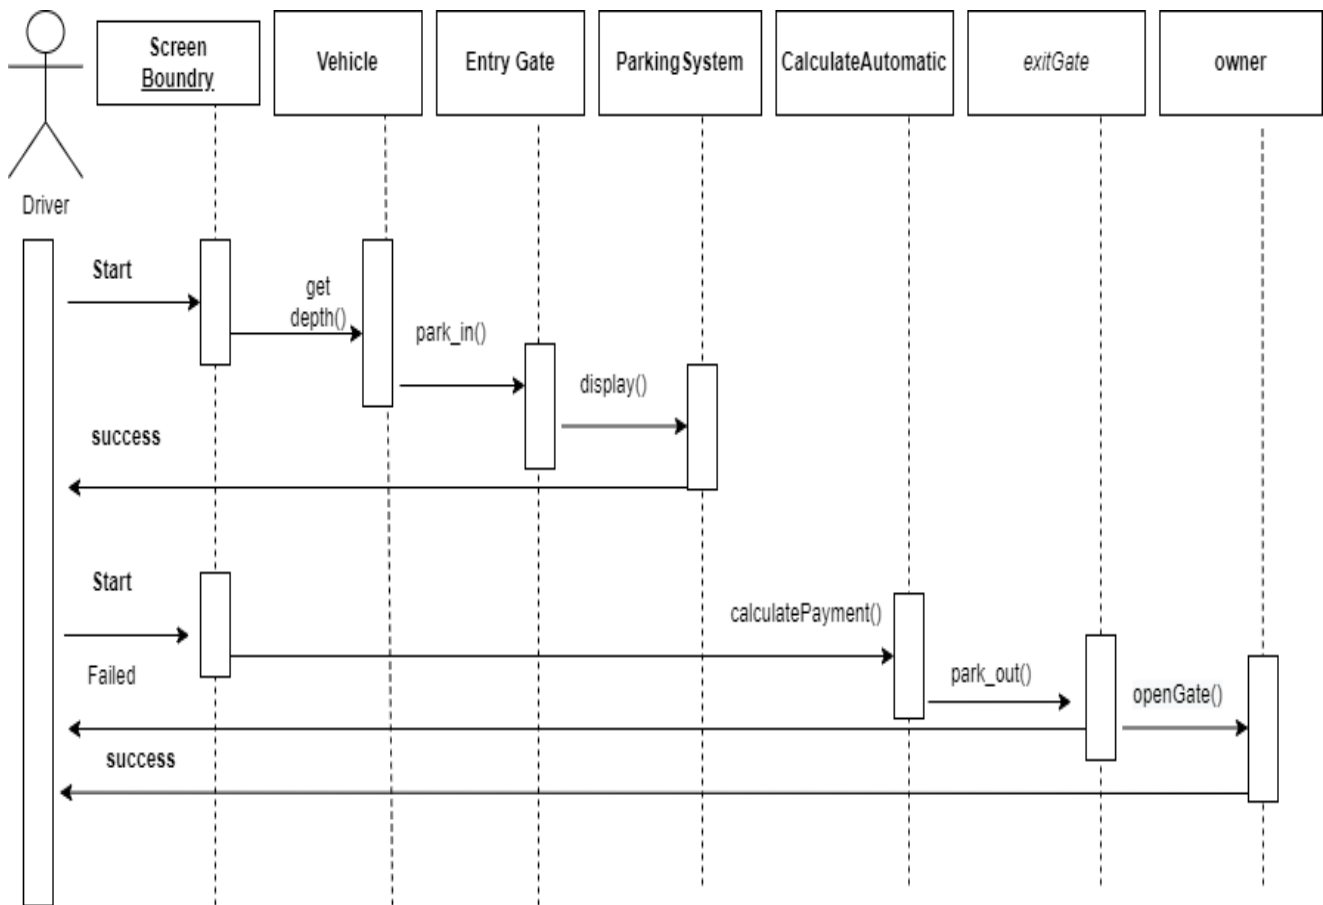 Screen
Boundry
Vehicle
Entry Gate
ParkingSystem
CalculateAutomatic
exitGate
owner
Driver
Start
get
depth()
park_in()
display()
success
Start
calculatePayment()
Failed
park_out()
openGate()
success